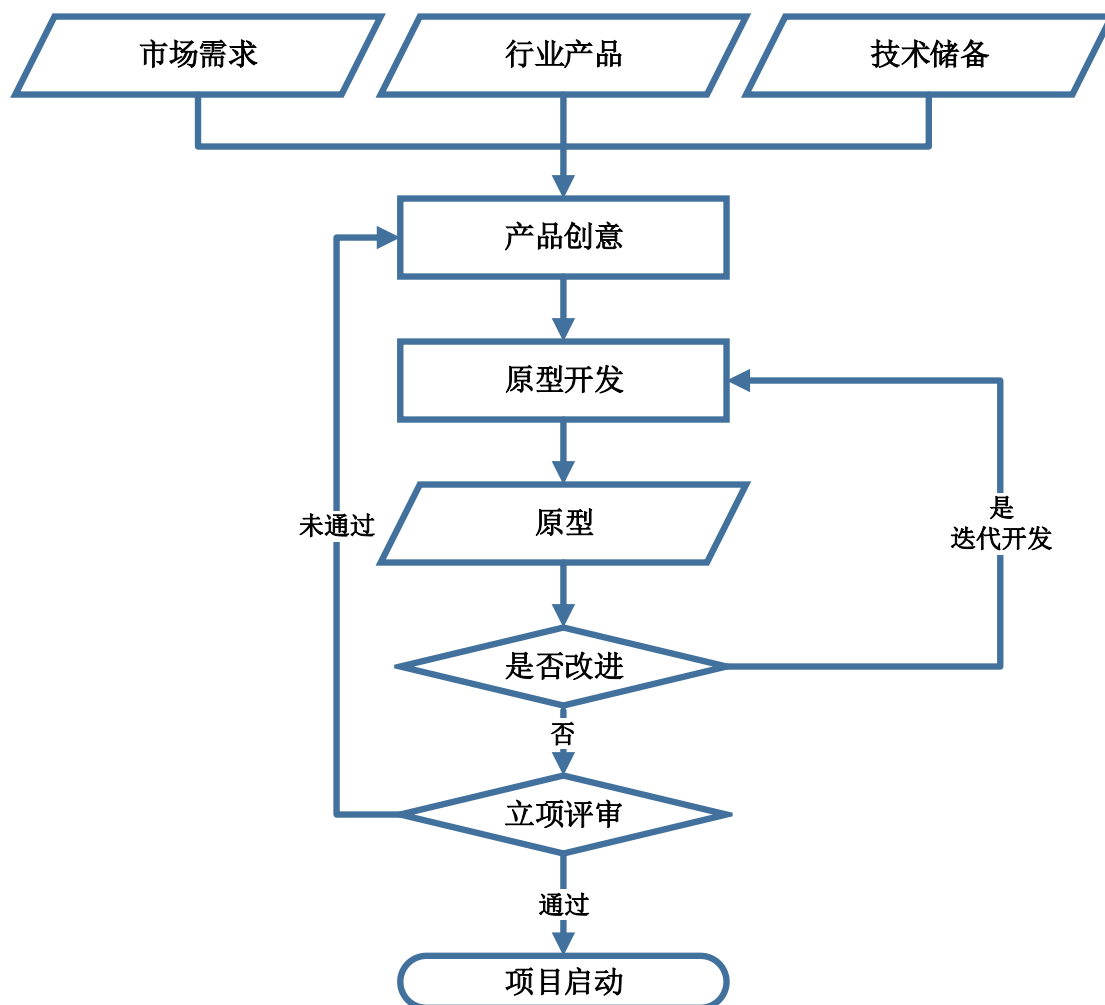 市场需求
行业产品
技术储备
产品创意
原型开发
原型
未通过
是
迭代开发
是否改进
否
立项评审
通过
项目启动